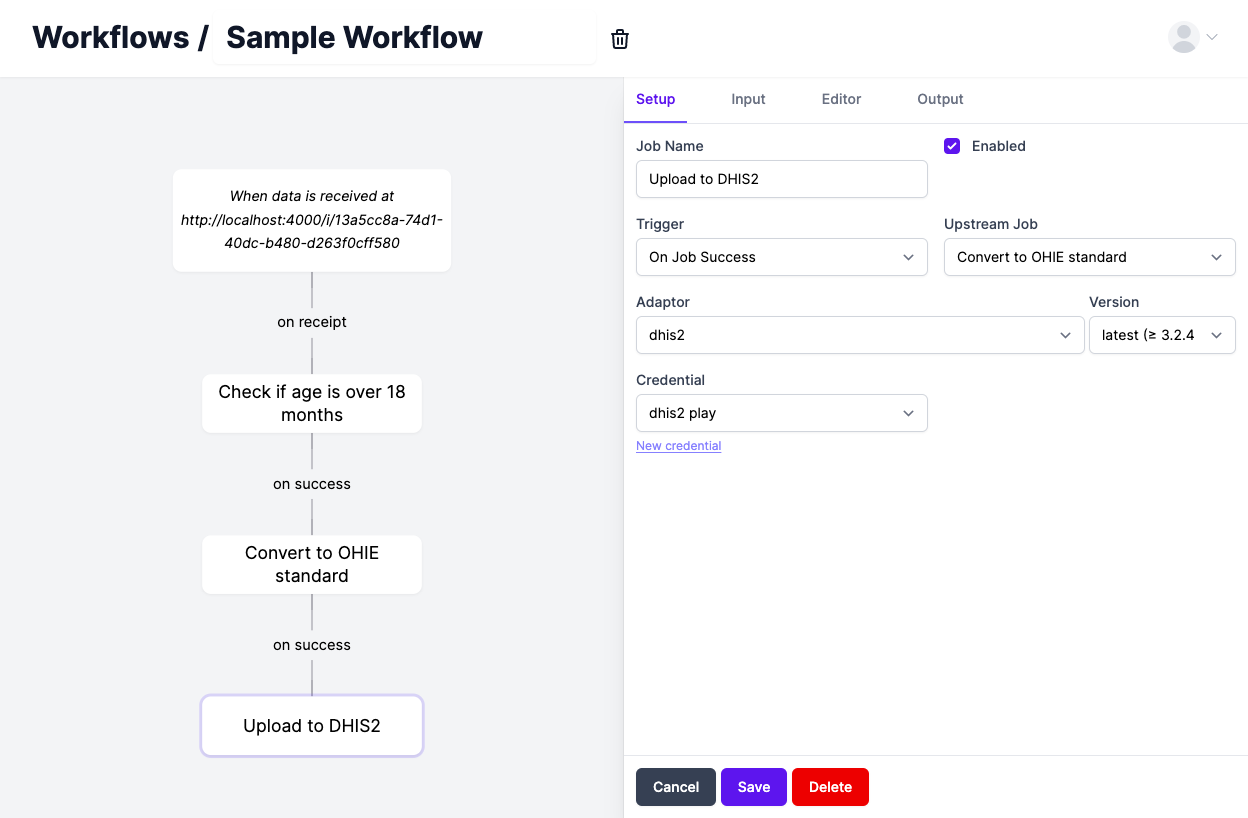 Workflows / Sample Workflow
When data is received at
http://localhost:4000/i/13a5cc8a-74d1-
40dc-b480-d263f0cff580
on receipt
Check if age is over 18
months
on success
Convert to OHIE
standard
on success
Upload to DHIS2
Setup Input Editor Output
Job Name
Enabled
Upload to DHIS2
Trigger Upstream Job
On Job Success Convert to OHIE standard
Adaptor Version
dhis2 latest (≥ 3.2.4
Credential
dhis2 play
New credential
Cancel Save Delete